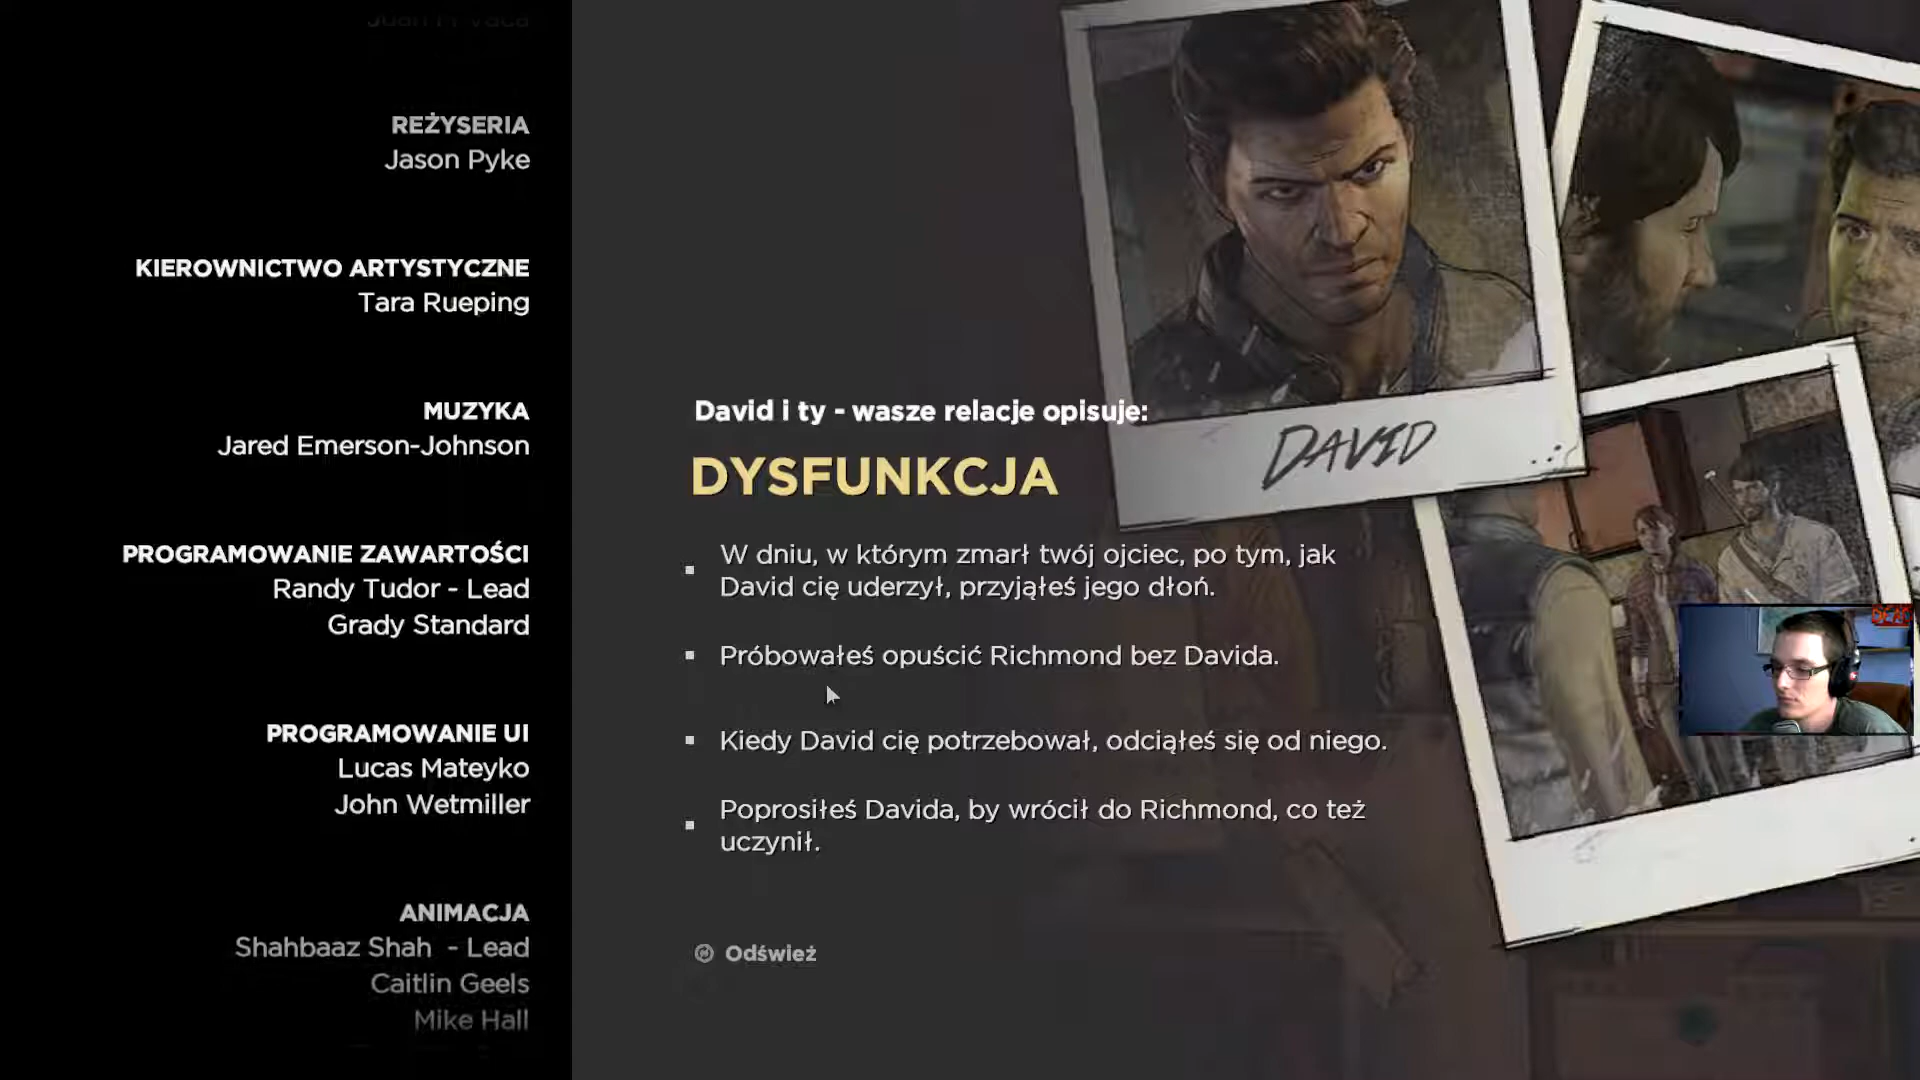 REŻYSERIA
Jason Pyke
KIEROWNICTWO ARTYSTYCZNE
Tara Rueping
MUZYKA
Jared Emerson-Johnson
PROGRAMOWANIE ZAWARTOŚCI
Randy Tudor - Lead
Grady Standard
PROGRAMOWANIE UI
Lucas Mateyko
John Wetmiller
ANIMACJA
Shahbaaz Shah - Lead
Caitlin Geels
Mike Hall
David i ty - wasze relacje opisuje:
DYSFUNKCJA
W dniu, w którym zmarł twój ojciec, po tym, jak
David cię uderzył, przyjąłeś jego dłoń.
Próbowałeś opuścić Richmond bez Davida.
Kiedy David cię potrzebował, odciąłeś się od niego.
Poprosiłeś Davida, by wrócił do Richmond, co też
uczynił.
Odśwież
DAVID
DEAD